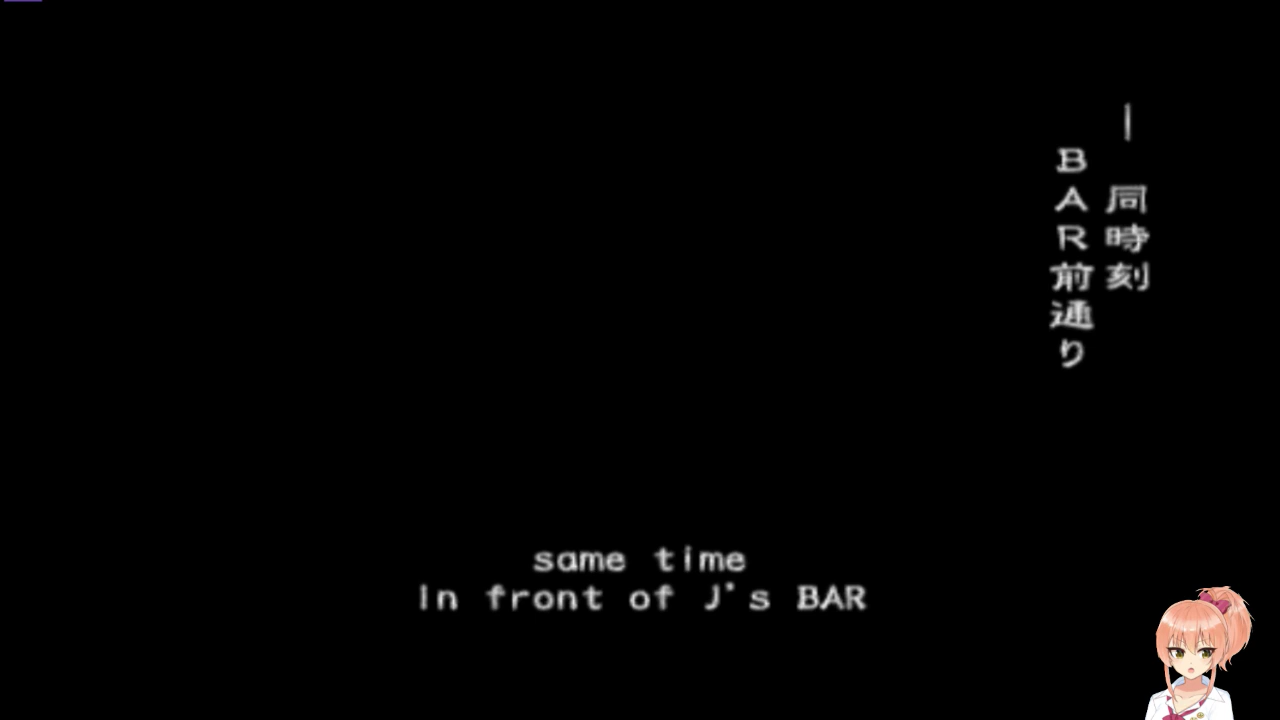 ― 同時刻
BAR前通り
same time
In front of J's BAR